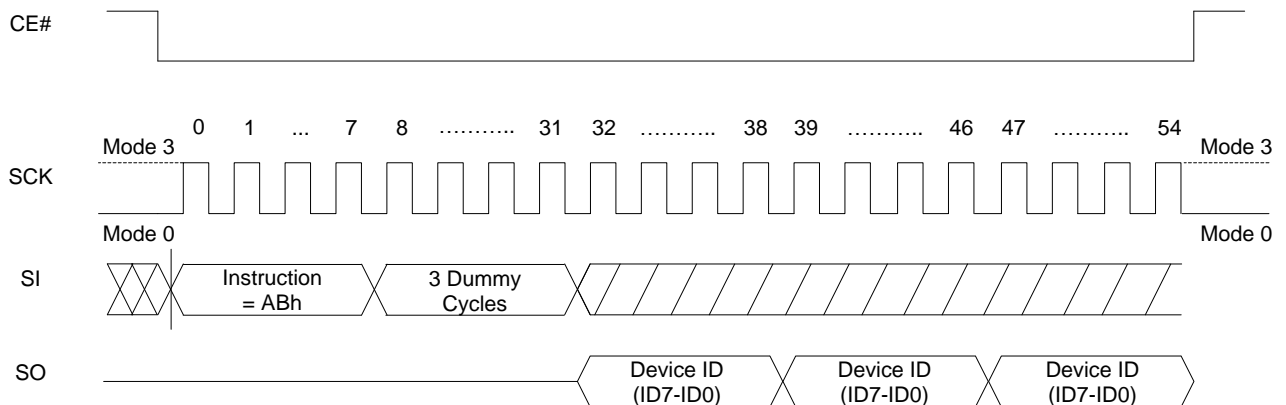 CE#
0 1 ... 7 8 ……….. 31 32 ……….. 38 39 ……….. 46 47 ……….. 54
Mode 3 Mode 3
SCK
Mode 0 Mode 0
SI
Instruction
= ABh
3 Dummy
Cycles
SO
Device ID
(ID7-ID0)
Device ID
(ID7-ID0)
Device ID
(ID7-ID0)